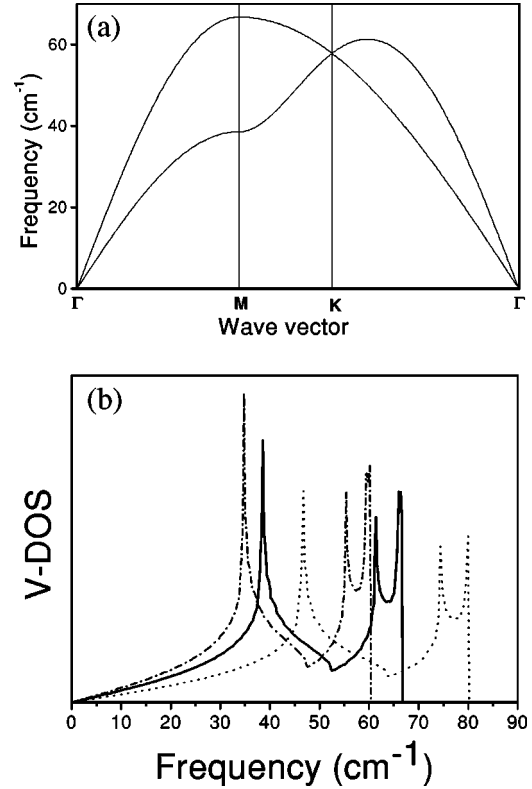 (a)
Frequency (cm-1)
60
40
20
0
Γ M K Γ
Wave vector
(b)
V-DOS
0 10 20 30 40 50 60 70 80 90
Frequency (cm-1)